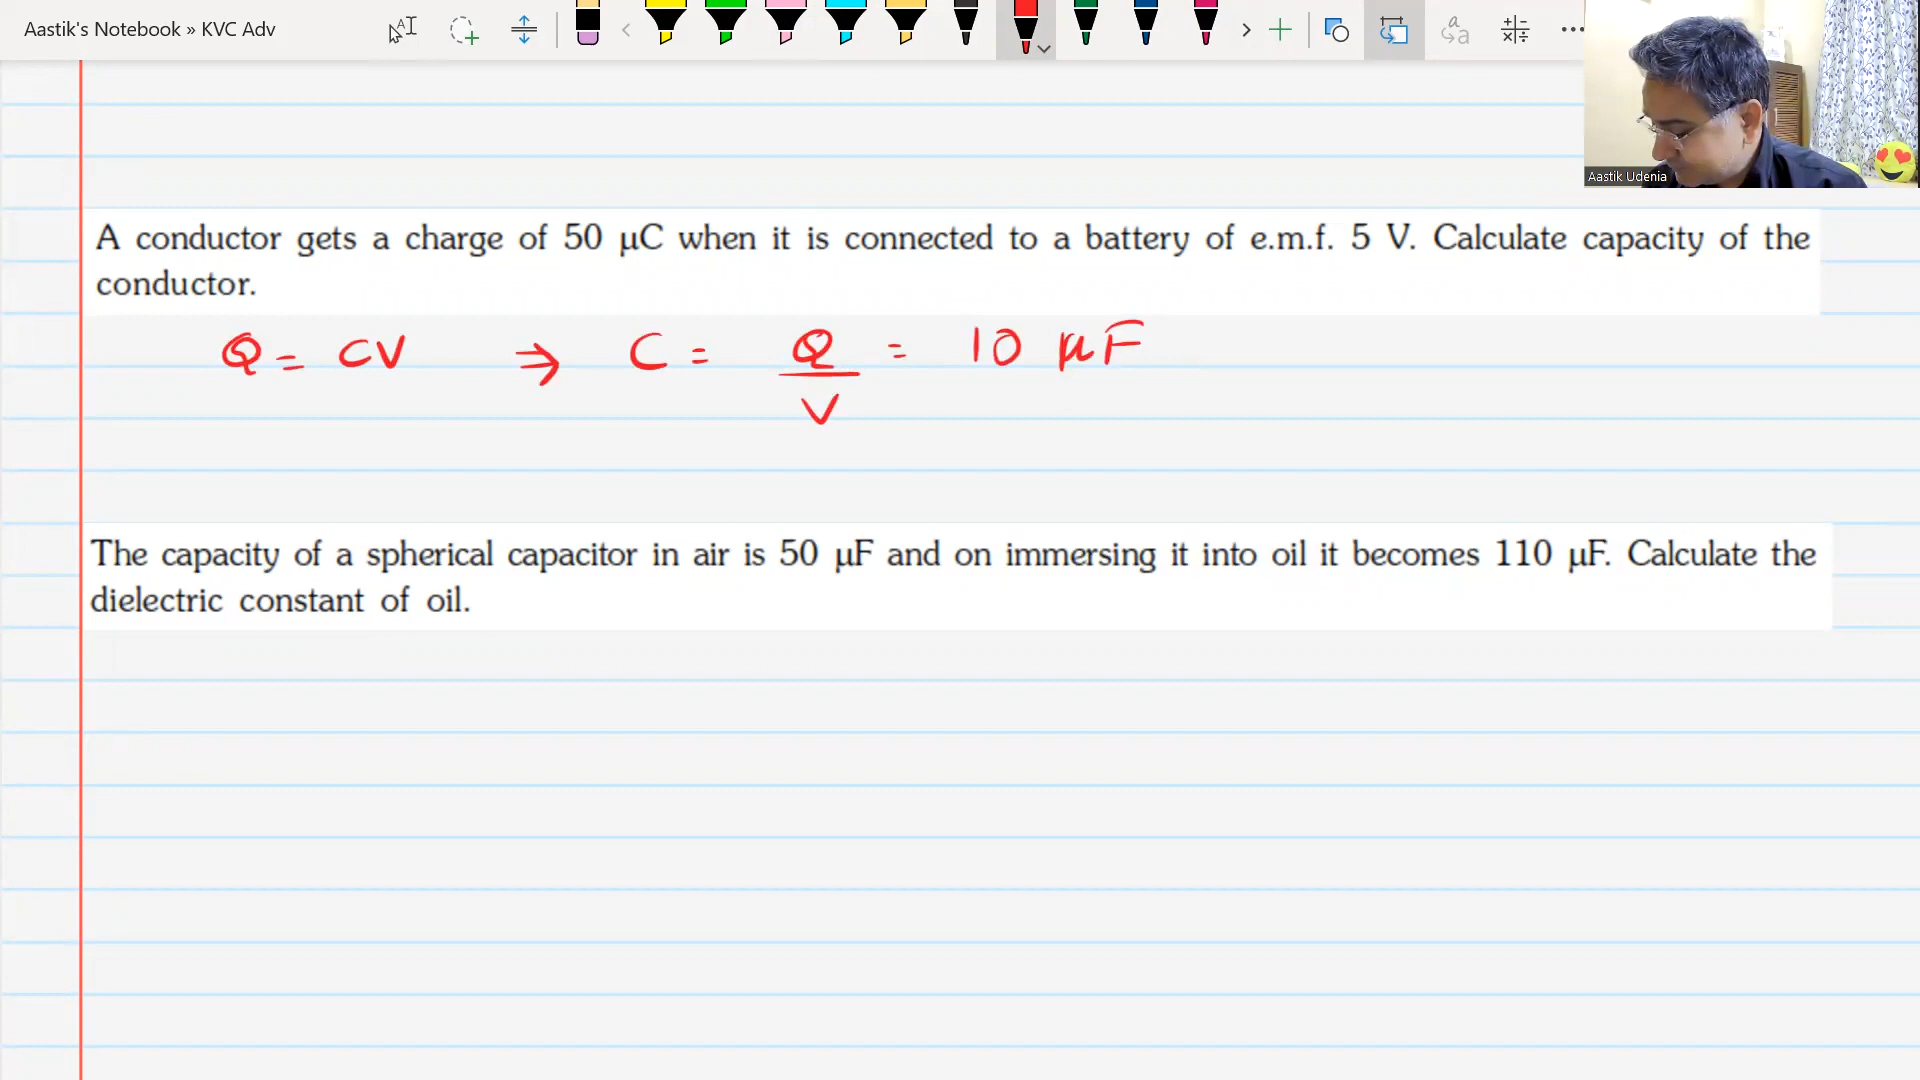 Aastik's Notebook » KVC Adv
Aastik Udenia
A conductor gets a charge of 50 μC when it is connected to a battery of e.m.f. 5 V. Calculate capacity of the
conductor.
Q = CV → C = Q/V = 10 μF
The capacity of a spherical capacitor in air is 50 μF and on immersing it into oil it becomes 110 μF. Calculate the
dielectric constant of oil.